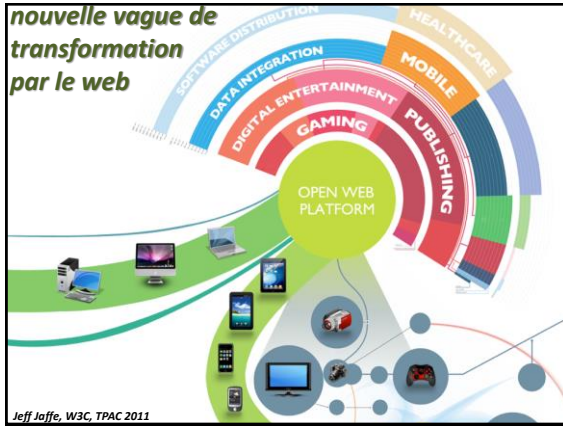 nouvelle vague de
transformation
par le web
SOFTWARE DISTRIBUTION
HEALTHCARE
DATA INTEGRATION
MOBILE
DIGITAL ENTERTAINMENT
PUBLISHING
GAMING
OPEN WEB
PLATFORM
Jeff Jaffe, W3C, TPAC 2011